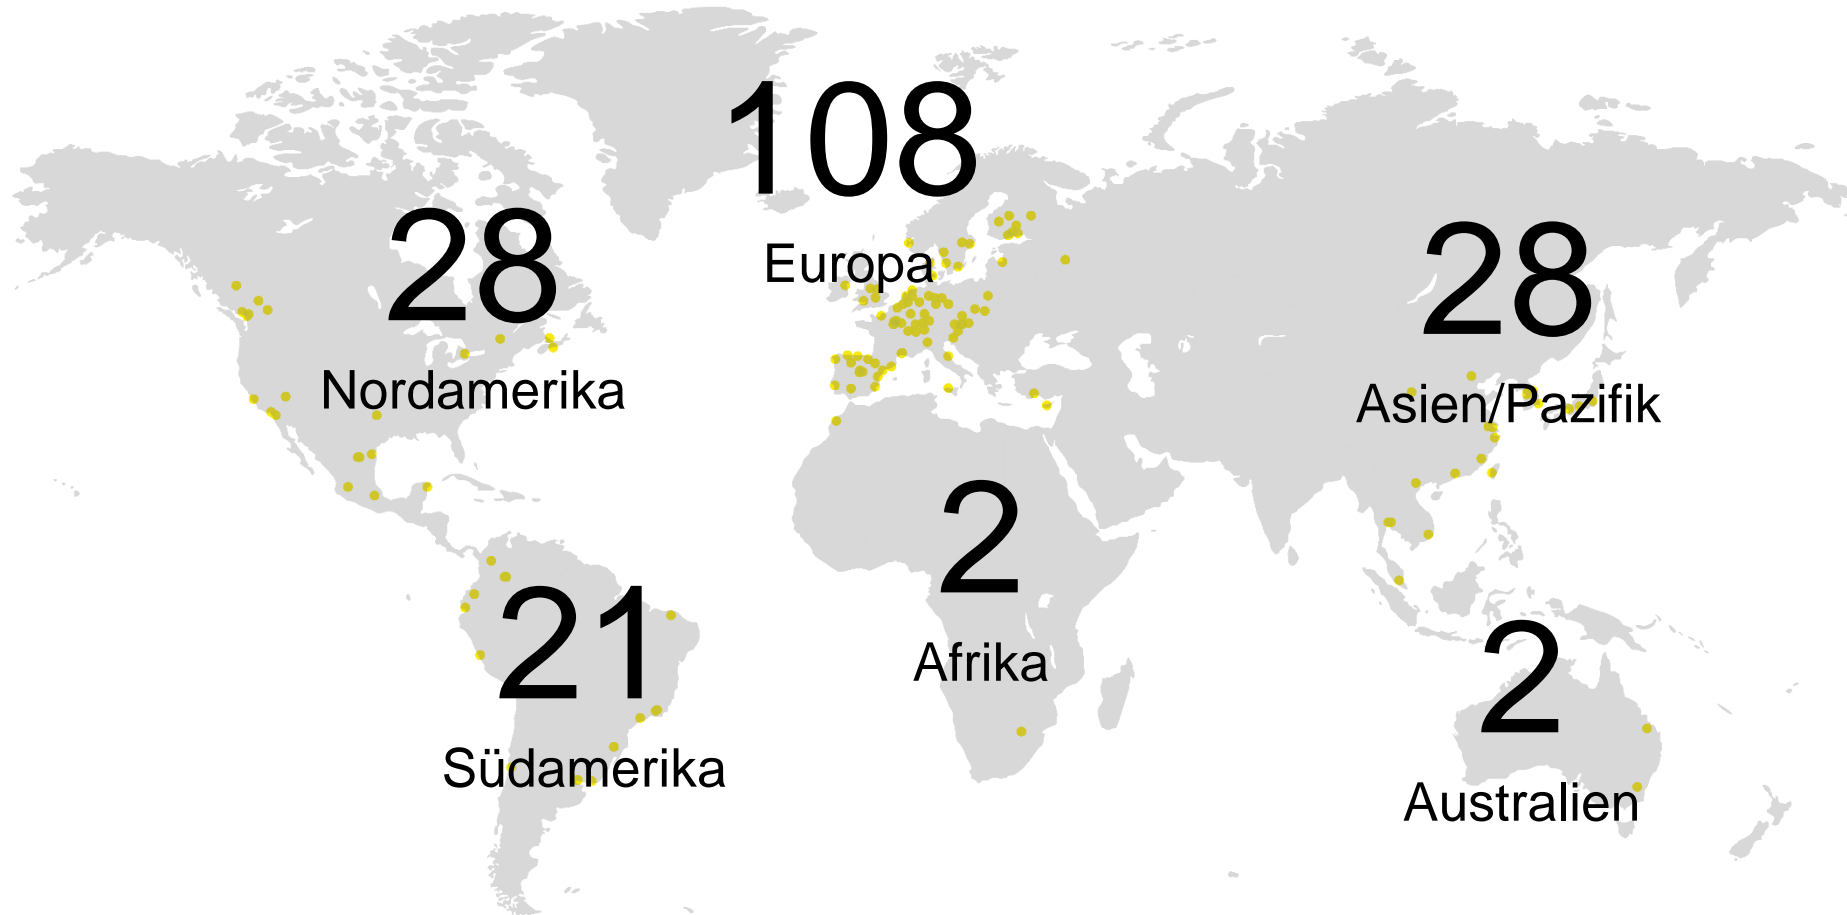 108
Europa
28
Nordamerika
28
Asien/Pazifik
2
Afrika
21
Südamerika
2
Australien